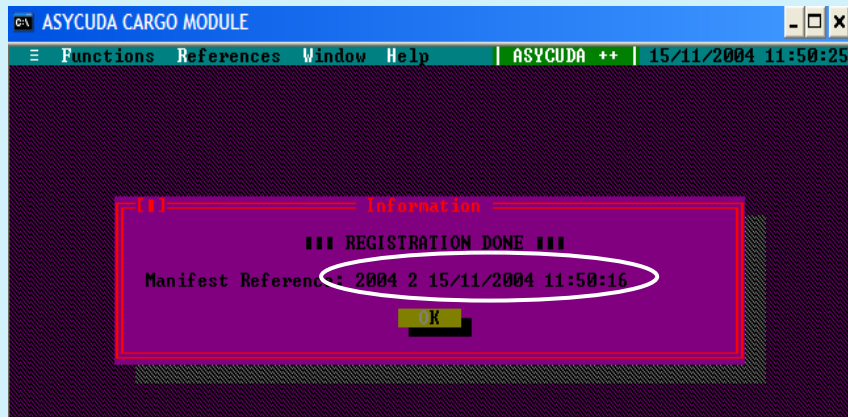 ASYCUDA CARGO MODULE
≡ Functions References Window Help | ASYCUDA ++ | 15/11/2004 11:50:25
Information
REGISTRATION DONE
Manifest Reference: 2004 2 15/11/2004 11:50:16
OK